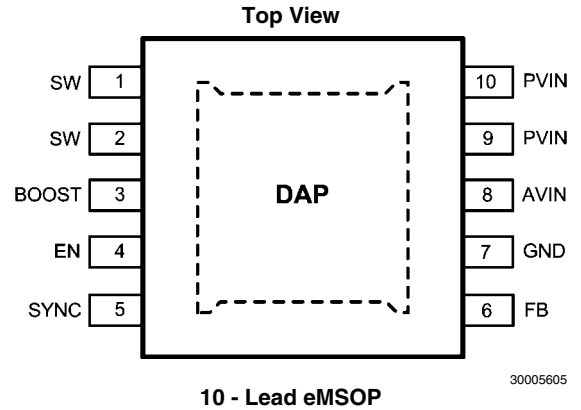 Top View
SW 1
SW 2
BOOST 3
EN 4
SYNC 5
DAP
10 PVIN
9 PVIN
8 AVIN
7 GND
6 FB
30005605
10 - Lead eMSOP